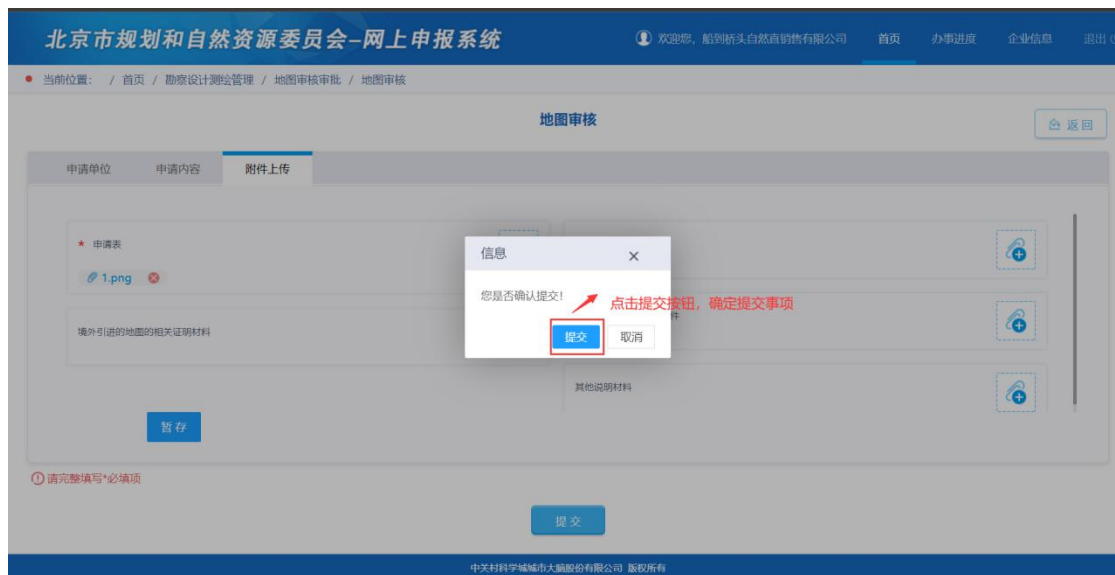 北京市规划和自然资源委员会–网上申报系统
欢迎您，船到桥头自然直销售有限公司 首页 办事进度 企业信息 退出
当前位置： / 首页 / 勘察设计测绘管理 / 地图审核审批 / 地图审核
地图审核
返回
申请单位 申请内容 附件上传
* 申请表
1.png
境外引进的地图的相关证明材料
信息
您是否确认提交!
提交 取消
点击提交按钮，确定提交事项
件
其他说明材料
暂存
请完整填写*必填项
提交
中关村科学城城市大脑股份有限公司 版权所有